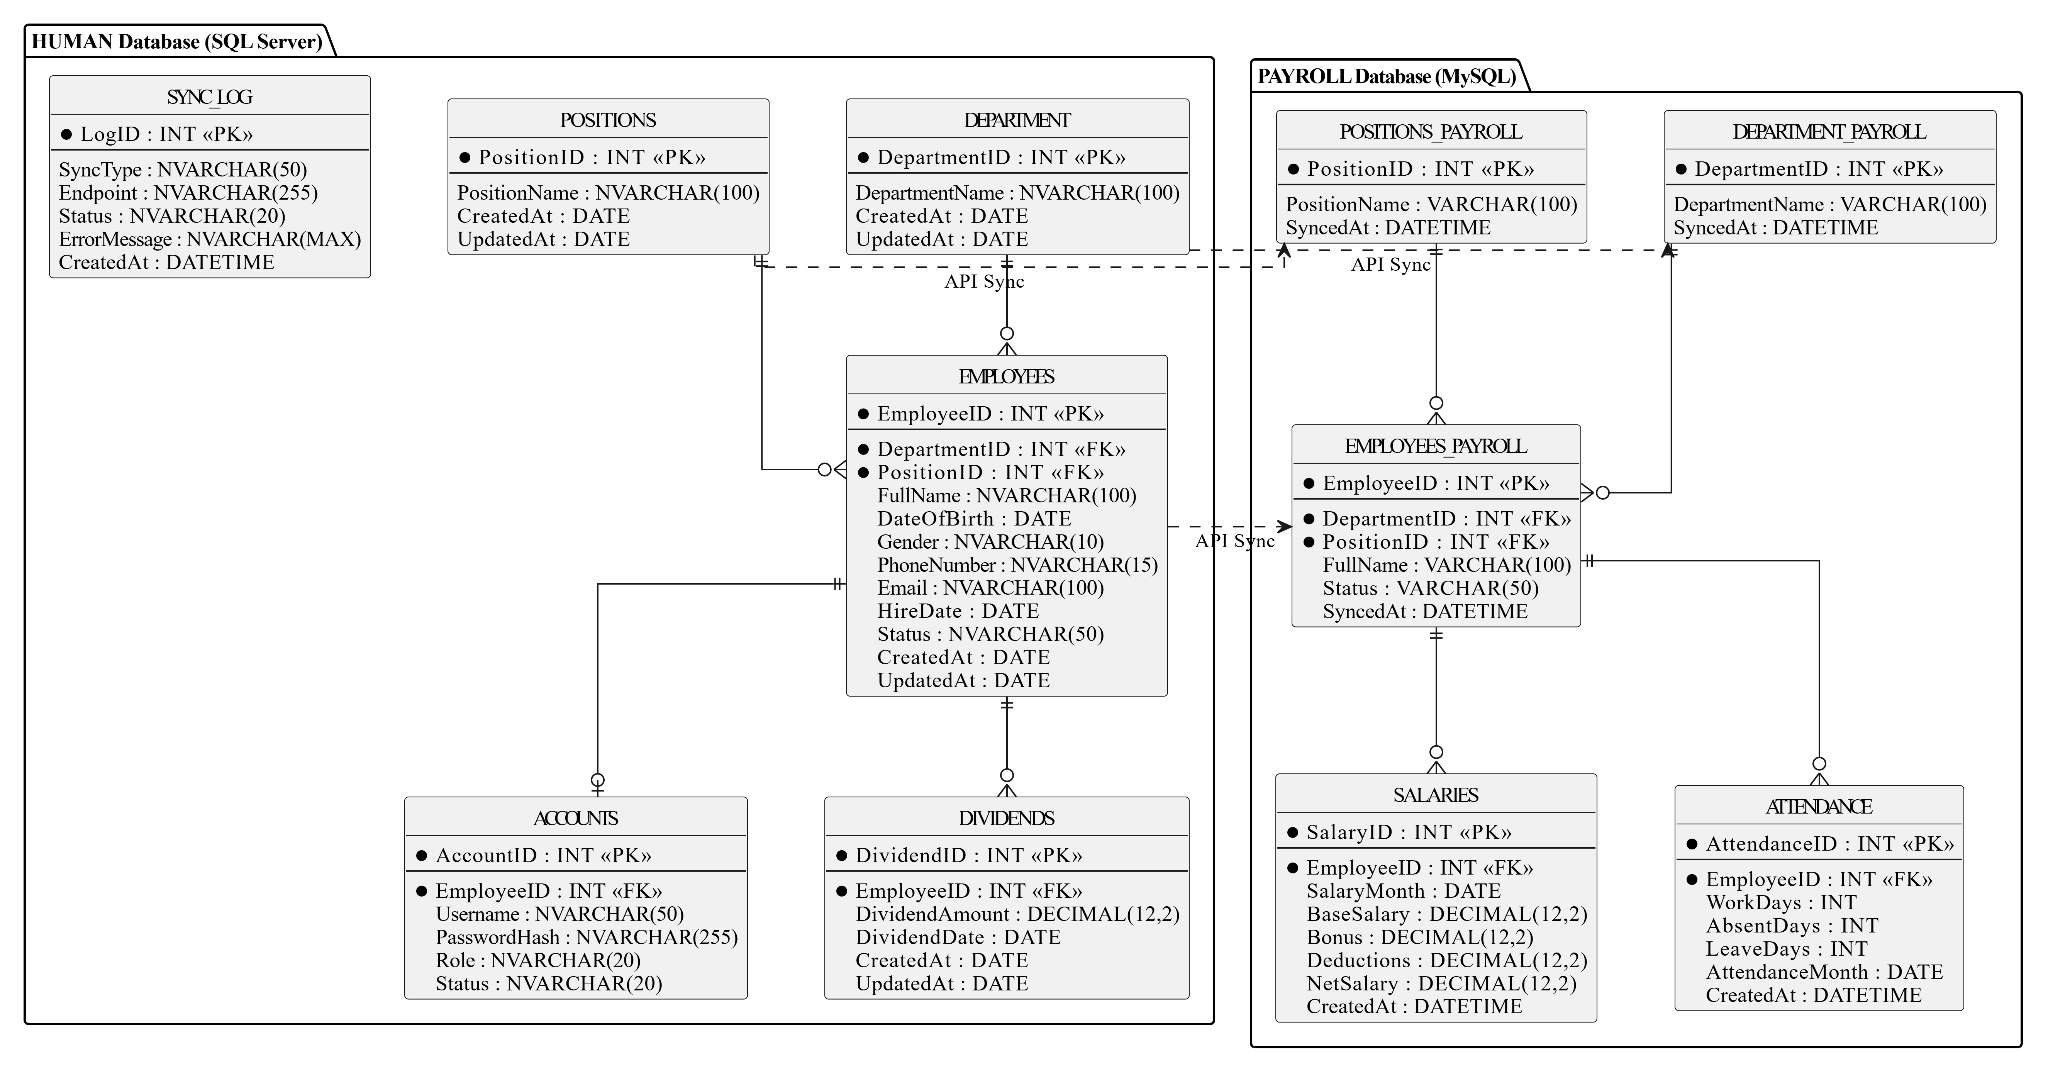 HUMAN Database (SQL Server)
SYNC_LOG
LogID : INT «PK»
SyncType : NVARCHAR(50)
Endpoint : NVARCHAR(255)
Status : NVARCHAR(20)
ErrorMessage : NVARCHAR(MAX)
CreatedAt : DATETIME
POSITIONS
PositionID : INT «PK»
PositionName : NVARCHAR(100)
CreatedAt : DATE
UpdatedAt : DATE
DEPARTMENT
DepartmentID : INT «PK»
DepartmentName : NVARCHAR(100)
CreatedAt : DATE
UpdatedAt : DATE
API Sync
EMPLOYEES
EmployeeID : INT «PK»
DepartmentID : INT «FK»
PositionID : INT «FK»
FullName : NVARCHAR(100)
DateOfBirth : DATE
Gender : NVARCHAR(10)
PhoneNumber : NVARCHAR(15)
Email : NVARCHAR(100)
HireDate : DATE
Status : NVARCHAR(50)
CreatedAt : DATE
UpdatedAt : DATE
API Sync
ACCOUNTS
AccountID : INT «PK»
EmployeeID : INT «FK»
Username : NVARCHAR(50)
PasswordHash : NVARCHAR(255)
Role : NVARCHAR(20)
Status : NVARCHAR(20)
DIVIDENDS
DividendID : INT «PK»
EmployeeID : INT «FK»
DividendAmount : DECIMAL(12,2)
DividendDate : DATE
CreatedAt : DATE
UpdatedAt : DATE
PAYROLL Database (MySQL)
POSITIONS_PAYROLL
PositionID : INT «PK»
PositionName : VARCHAR(100)
SyncedAt : DATETIME
DEPARTMENT_PAYROLL
DepartmentID : INT «PK»
DepartmentName : VARCHAR(100)
SyncedAt : DATETIME
API Sync
EMPLOYEES_PAYROLL
EmployeeID : INT «PK»
DepartmentID : INT «FK»
PositionID : INT «FK»
FullName : VARCHAR(100)
Status : VARCHAR(50)
SyncedAt : DATETIME
SALARIES
SalaryID : INT «PK»
EmployeeID : INT «FK»
SalaryMonth : DATE
BaseSalary : DECIMAL(12,2)
Bonus : DECIMAL(12,2)
Deductions : DECIMAL(12,2)
NetSalary : DECIMAL(12,2)
CreatedAt : DATETIME
ATTENDANCE
AttendanceID : INT «PK»
EmployeeID : INT «FK»
WorkDays : INT
AbsentDays : INT
LeaveDays : INT
AttendanceMonth : DATE
CreatedAt : DATETIME